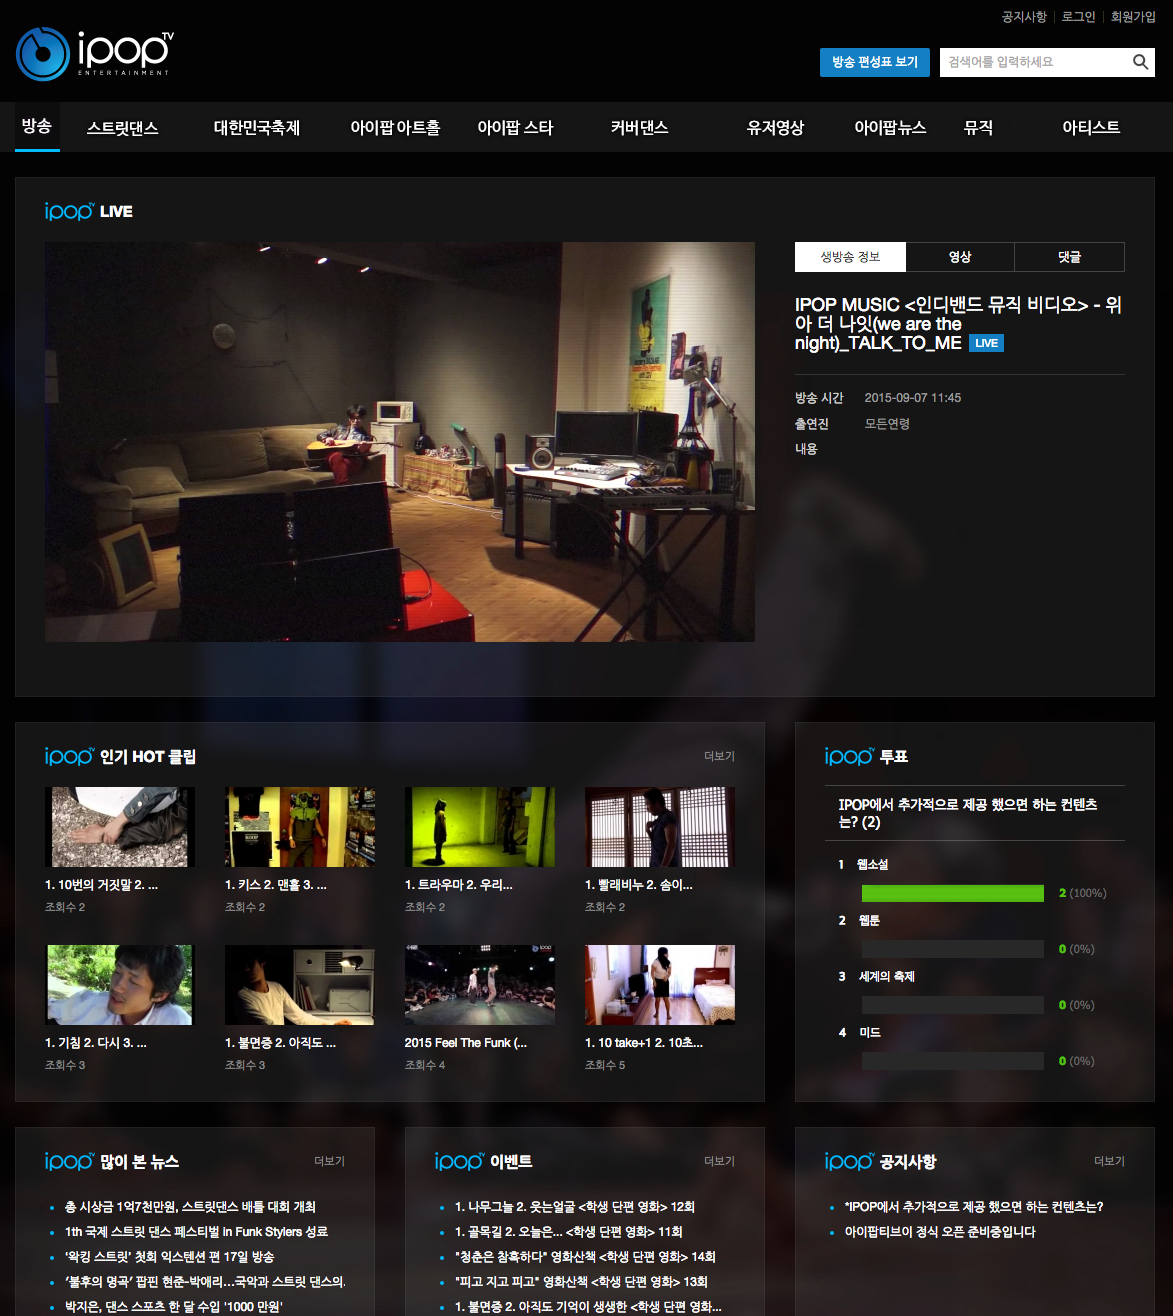 공지사항 로그인 회원가입
ipop TV
ENTERTAINMENT
방송 편성표 보기
검색어를 입력하세요
방송 스트릿댄스 대한민국축제 아이팝 아트홀 아이팝 스타 커버댄스 유저영상 아이팝뉴스 뮤직 아티스트
ipop TV LIVE
생방송 정보 영상 댓글
IPOP MUSIC <인디밴드 뮤직 비디오> - 위
아 더 나잇(we are the
night)_TALK_TO_ME LIVE
방송 시간 2015-09-07 11:45
출연진 모든연령
내용
ipop TV 인기 HOT 클립 더보기
1. 10번의 거짓말 2. ...
조회수 2
1. 키스 2. 맨홀 3. ...
조회수 2
1. 트라우마 2. 우리...
조회수 2
1. 빨래비누 2. 솜이...
조회수 2
1. 기침 2. 다시 3. ...
조회수 3
1. 불면증 2. 아직도 ...
조회수 3
2015 Feel The Funk (...
조회수 4
1. 10 take+1 2. 10초...
조회수 5
ipop TV 투표
IPOP에서 추가적으로 제공 했으면 하는 컨텐츠
는? (2)
1 웹소설
2 (100%)
2 웹툰
0 (0%)
3 세계의 축제
0 (0%)
4 미드
0 (0%)
ipop TV 많이 본 뉴스 더보기
총 시상금 1억7천만원, 스트릿댄스 배틀 대회 개최
1th 국제 스트릿 댄스 페스티벌 in Funk Stylers 성료
'왁킹 스트릿' 첫회 익스텐션 편 17일 방송
'불후의 명곡' 팝핀 현준-박애리...국악과 스트릿 댄스의.
박지은, 댄스 스포츠 한 달 수입 '1000 만원'
ipop TV 이벤트 더보기
1. 나무그늘 2. 웃는얼굴 <학생 단편 영화> 12회
1. 골목길 2. 오늘은... <학생 단편 영화> 11회
"청춘은 참혹하다" 영화산책 <학생 단편 영화> 14회
"피고 지고 피고" 영화산책 <학생 단편 영화> 13회
1. 불면증 2. 아직도 기억이 생생한 <학생 단편 영화...
ipop TV 공지사항 더보기
*IPOP에서 추가적으로 제공 했으면 하는 컨텐츠는?
아이팝티브이 정식 오픈 준비중입니다